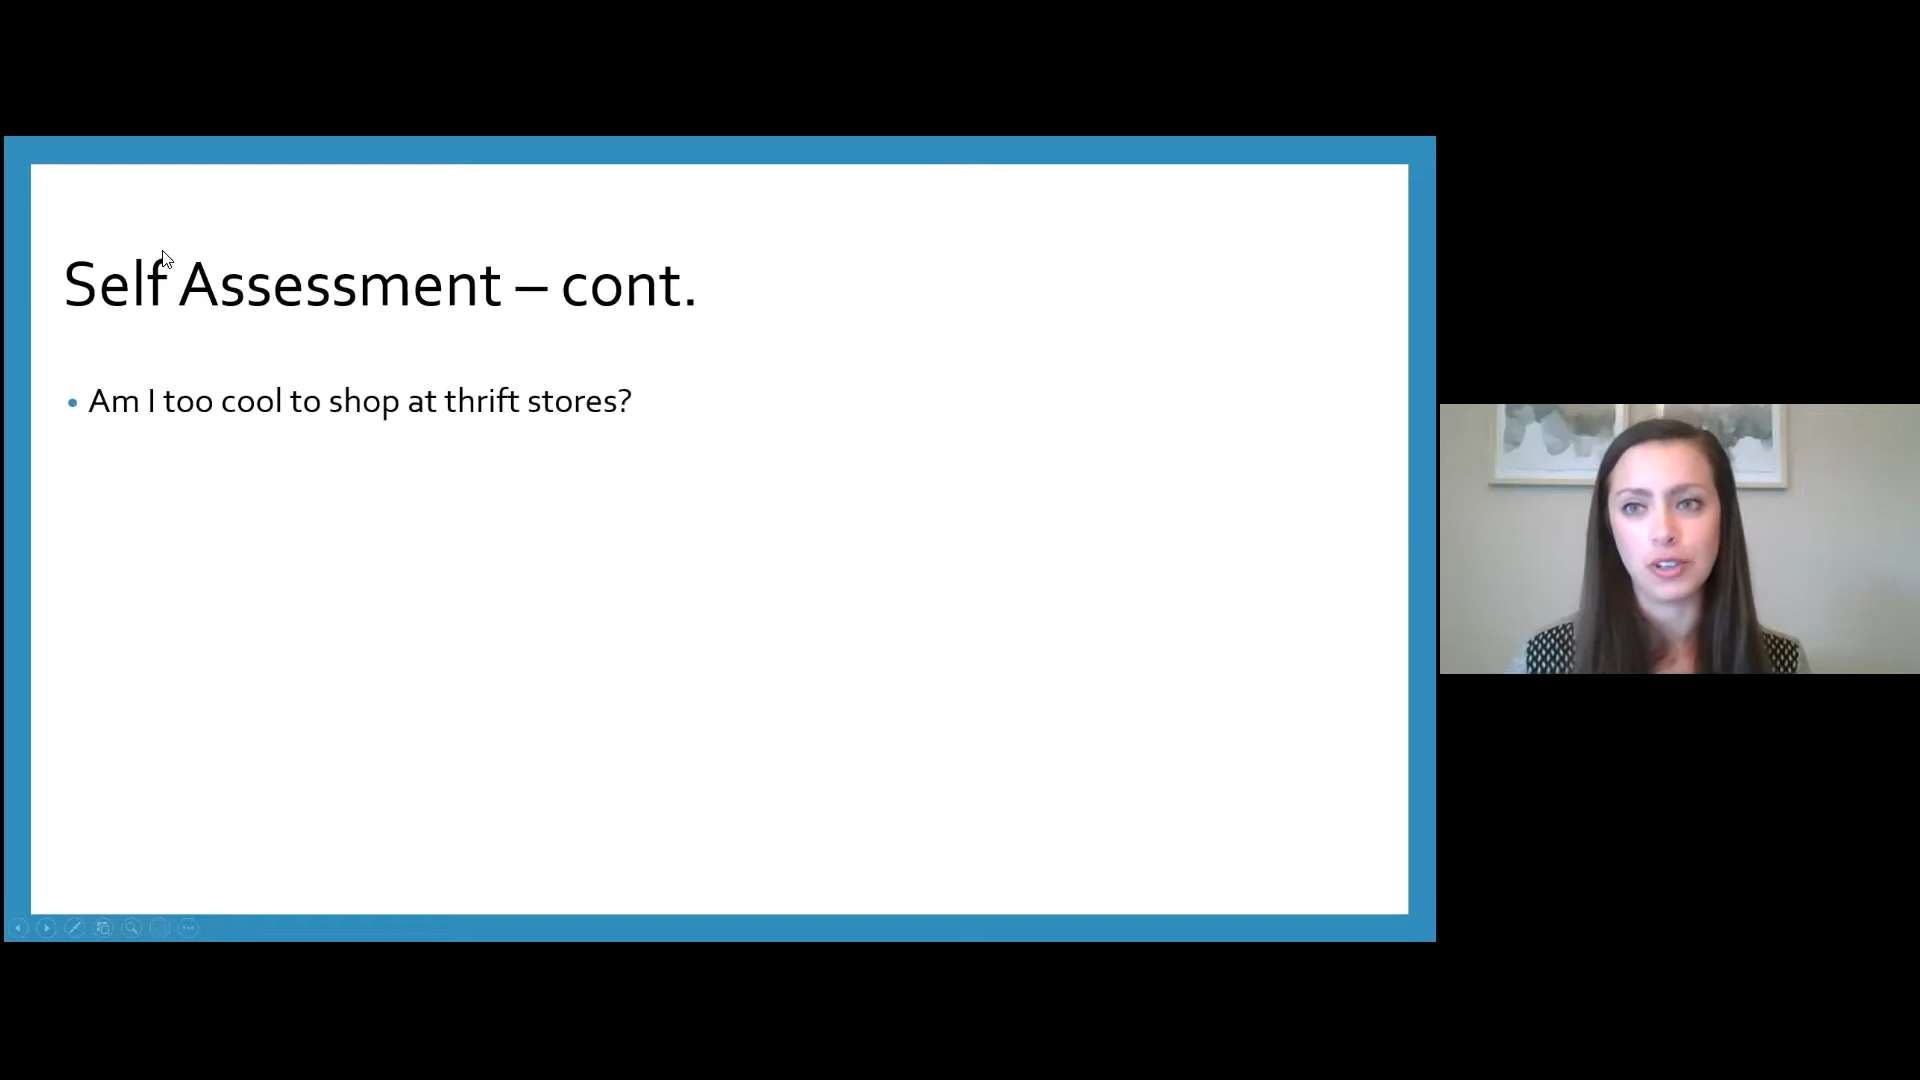 Self Assessment – cont.
• Am I too cool to shop at thrift stores?